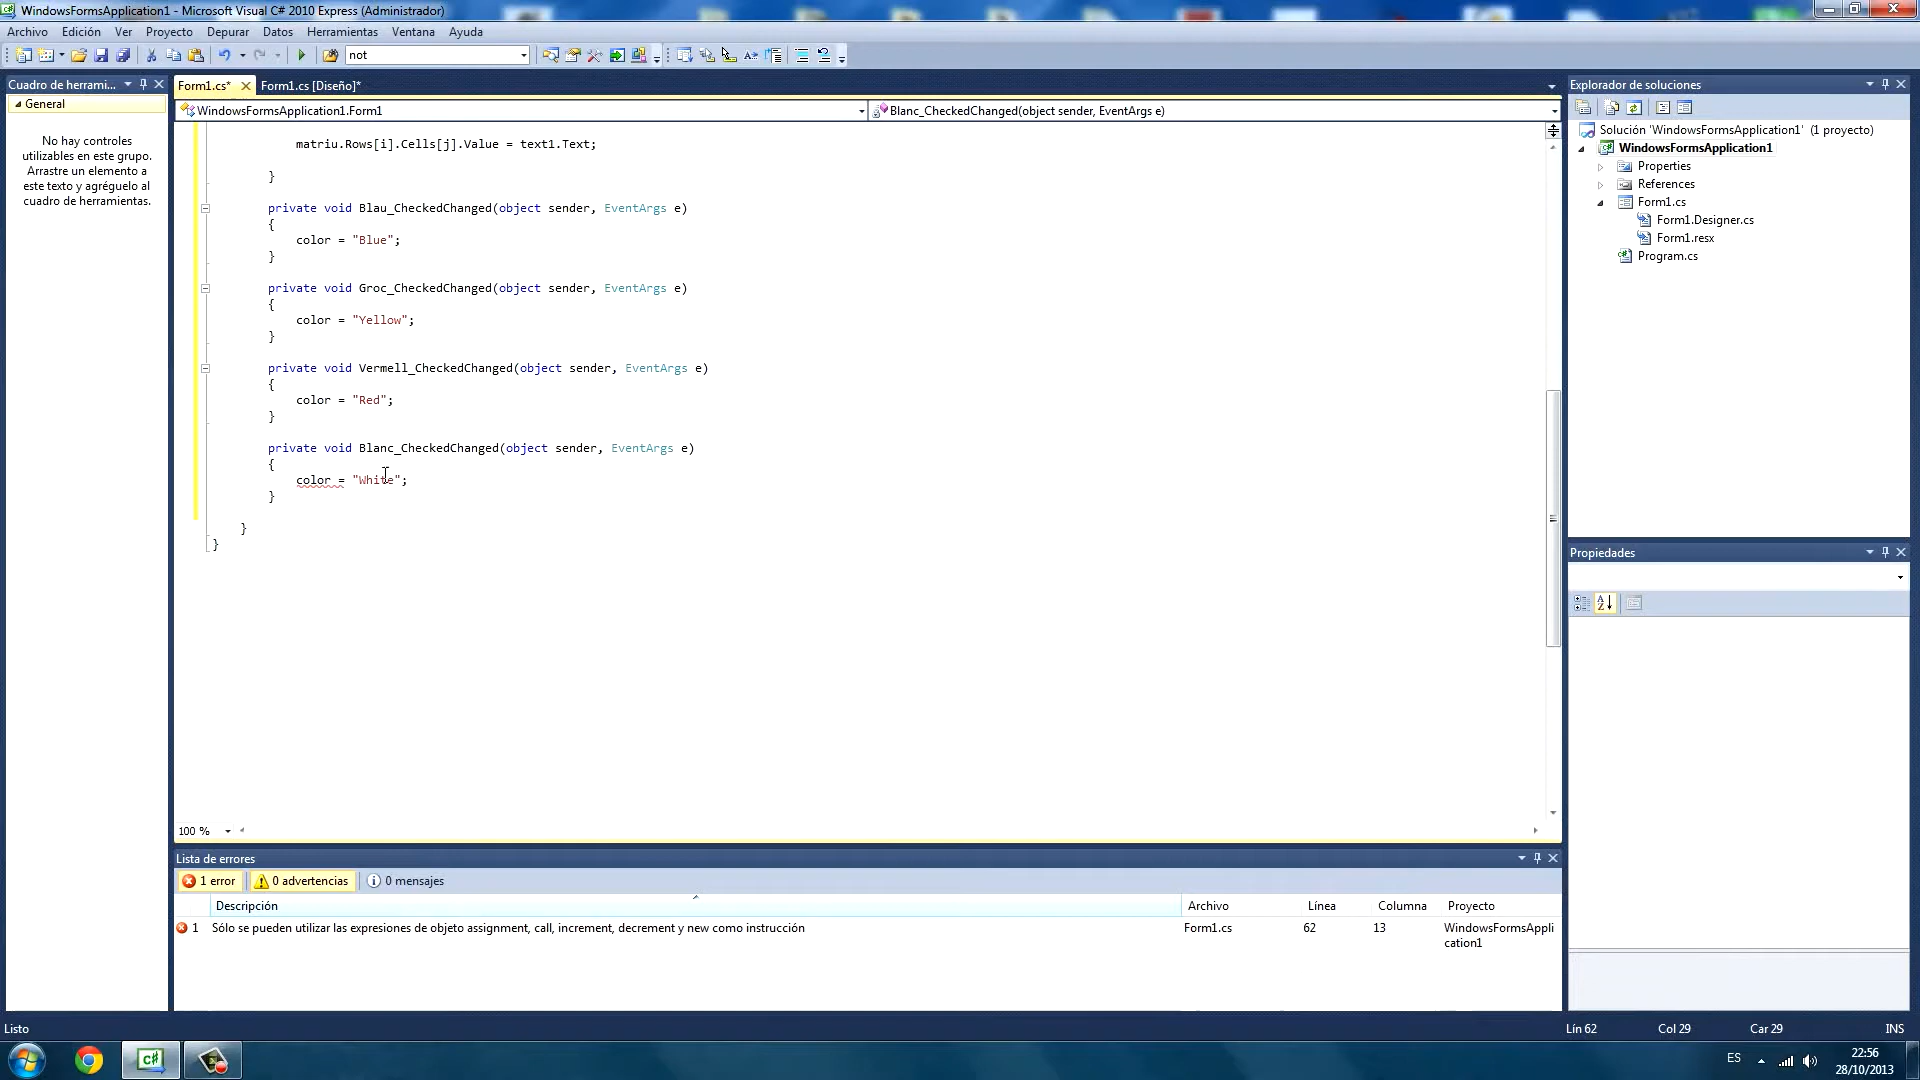 WindowsFormsApplication1 - Microsoft Visual C# 2010 Express (Administrador)
Archivo Edición Ver Proyecto Depurar Datos Herramientas Ventana Ayuda
not
Cuadro de herrami...
General
No hay controles
utilizables en este grupo.
Arrastre un elemento a
este texto y agréguelo al
cuadro de herramientas.
Form1.cs*
Form1.cs [Diseño]*
WindowsFormsApplication1.Form1
Blanc_CheckedChanged(object sender, EventArgs e)
matriu.Rows[i].Cells[j].Value = text1.Text;
}
private void Blau_CheckedChanged(object sender, EventArgs e)
{
color = "Blue";
}
private void Groc_CheckedChanged(object sender, EventArgs e)
{
color = "Yellow";
}
private void Vermell_CheckedChanged(object sender, EventArgs e)
{
color = "Red";
}
private void Blanc_CheckedChanged(object sender, EventArgs e)
{
color = "White";
}
}
}
100 %
Explorador de soluciones
Solución 'WindowsFormsApplication1' (1 proyecto)
WindowsFormsApplication1
Properties
References
Form1.cs
Form1.Designer.cs
Form1.resx
Program.cs
Propiedades
Lista de errores
1 error
0 advertencias
0 mensajes
Descripción Archivo Línea Columna Proyecto
1 Sólo se pueden utilizar las expresiones de objeto assignment, call, increment, decrement y new como instrucción Form1.cs 62 13 WindowsFormsAppli
cation1
Listo
Lín 62 Col 29 Car 29 INS
ES
22:56
28/10/2013